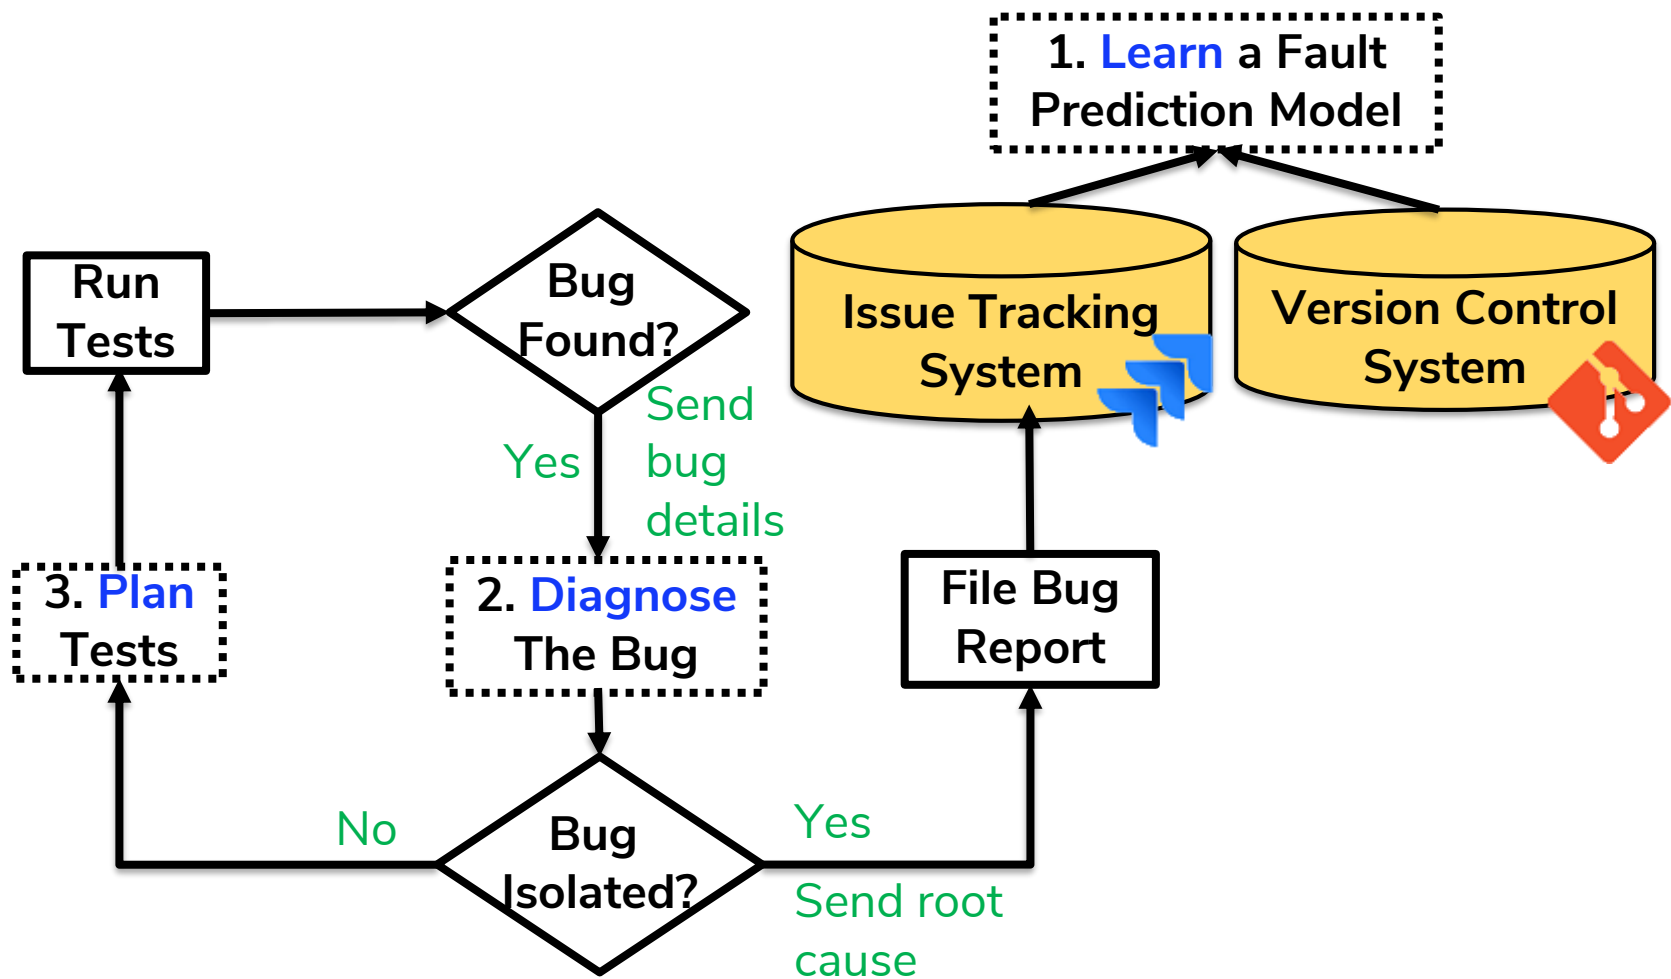 1. Learn a Fault
Prediction Model
Run
Tests
Bug
Found?
Issue Tracking
System
Version Control
System
Yes
Send
bug
details
3. Plan
Tests
2. Diagnose
The Bug
File Bug
Report
No
Bug
Isolated?
Yes
Send root
cause